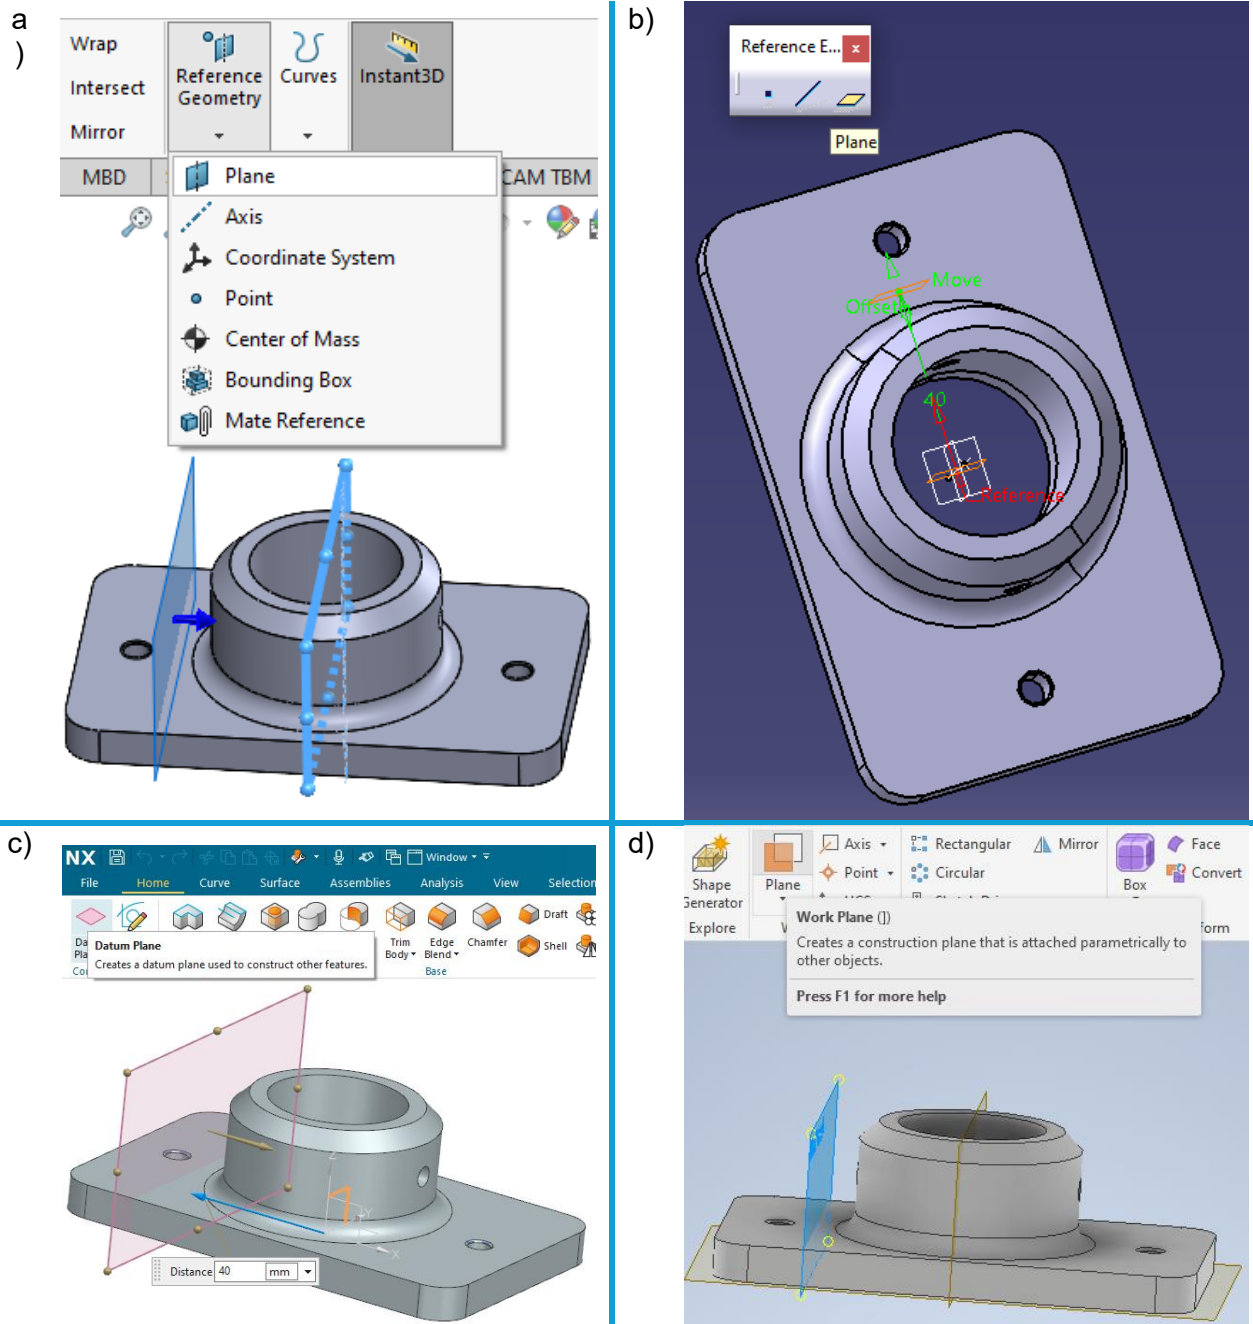 a
)
Wrap
Intersect
Mirror
Reference
Geometry
Curves
Instant3D
MBD
CAM TBM
Plane
Axis
Coordinate System
Point
Center of Mass
Bounding Box
Mate Reference
b)
Reference E...
x
Plane
Move
Offset
40
Reference
c)
NX
Window
File
Home
Curve
Surface
Assemblies
Analysis
View
Selection
Draft
Shell
Trim
Body
Edge
Blend
Chamfer
Base
Datum Plane
Creates a datum plane used to construct other features.
Z
Y
X
Distance 40 mm
d)
Shape
Generator
Explore
Plane
Axis
Point
Rectangular
Circular
Mirror
Box
Face
Convert
Work Plane (])
Creates a construction plane that is attached parametrically to
other objects.
Press F1 for more help